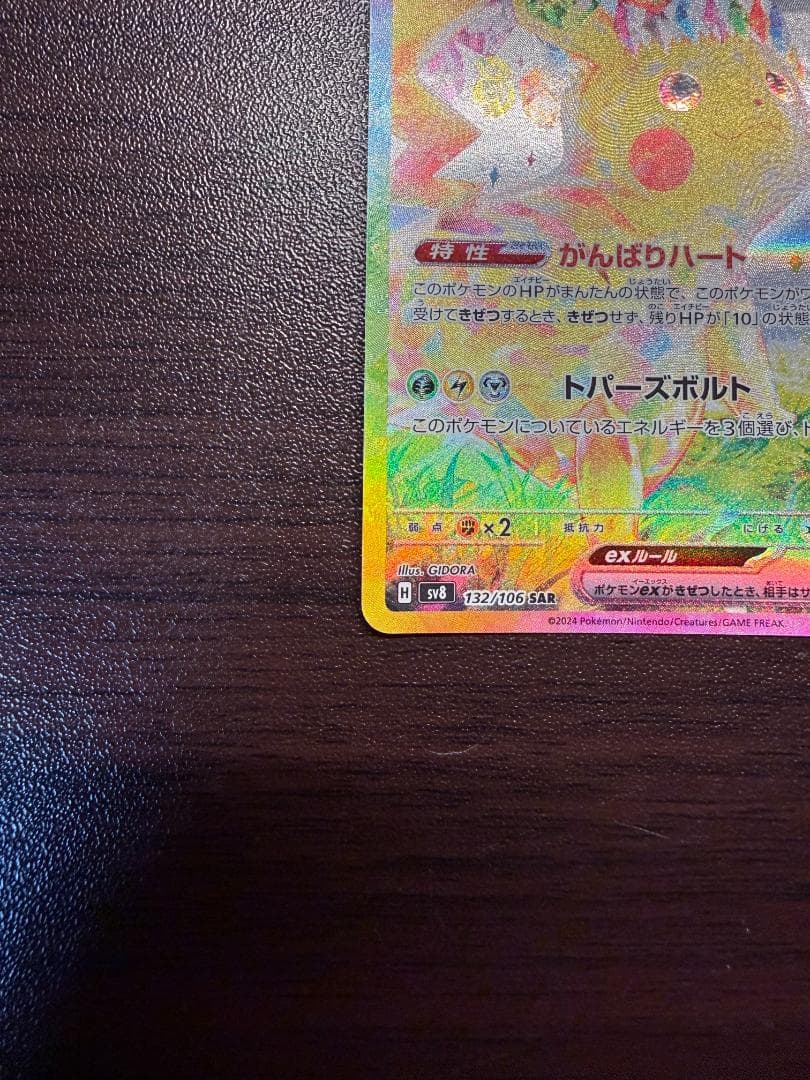 特性 がんばりハート
このポケモンのHPがまんたんの状態で、このポケモンが
受けてきぜつするとき、きぜつせず、残りHPが「10」の状態
トパーズボルト
このポケモンについているエネルギーを3個選び、ト
弱点 ×2 抵抗力 にげる
Illus. GIDORA
exルール
H sv8 132/106 SAR
ポケモンexがきぜつしたとき、相手はサ
©2024 Pokémon/Nintendo/Creatures/GAME FREAK.